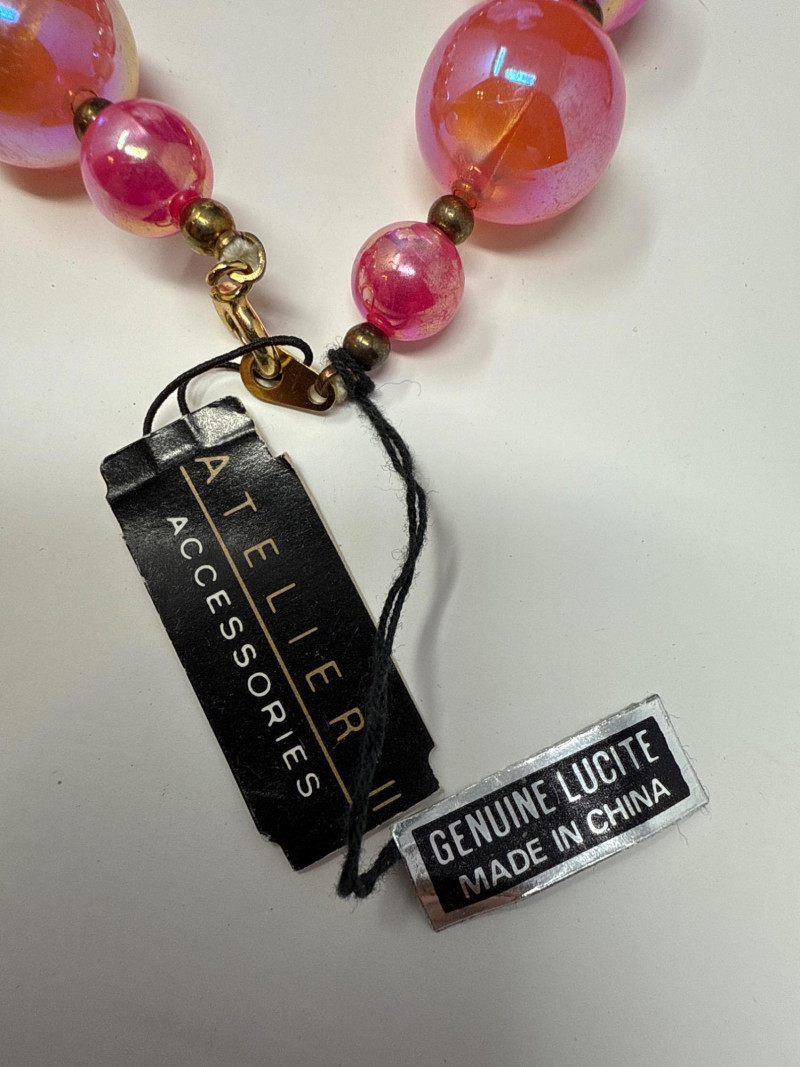 ATELIER II
ACCESSORIES
GENUINE LUCITE
MADE IN CHINA